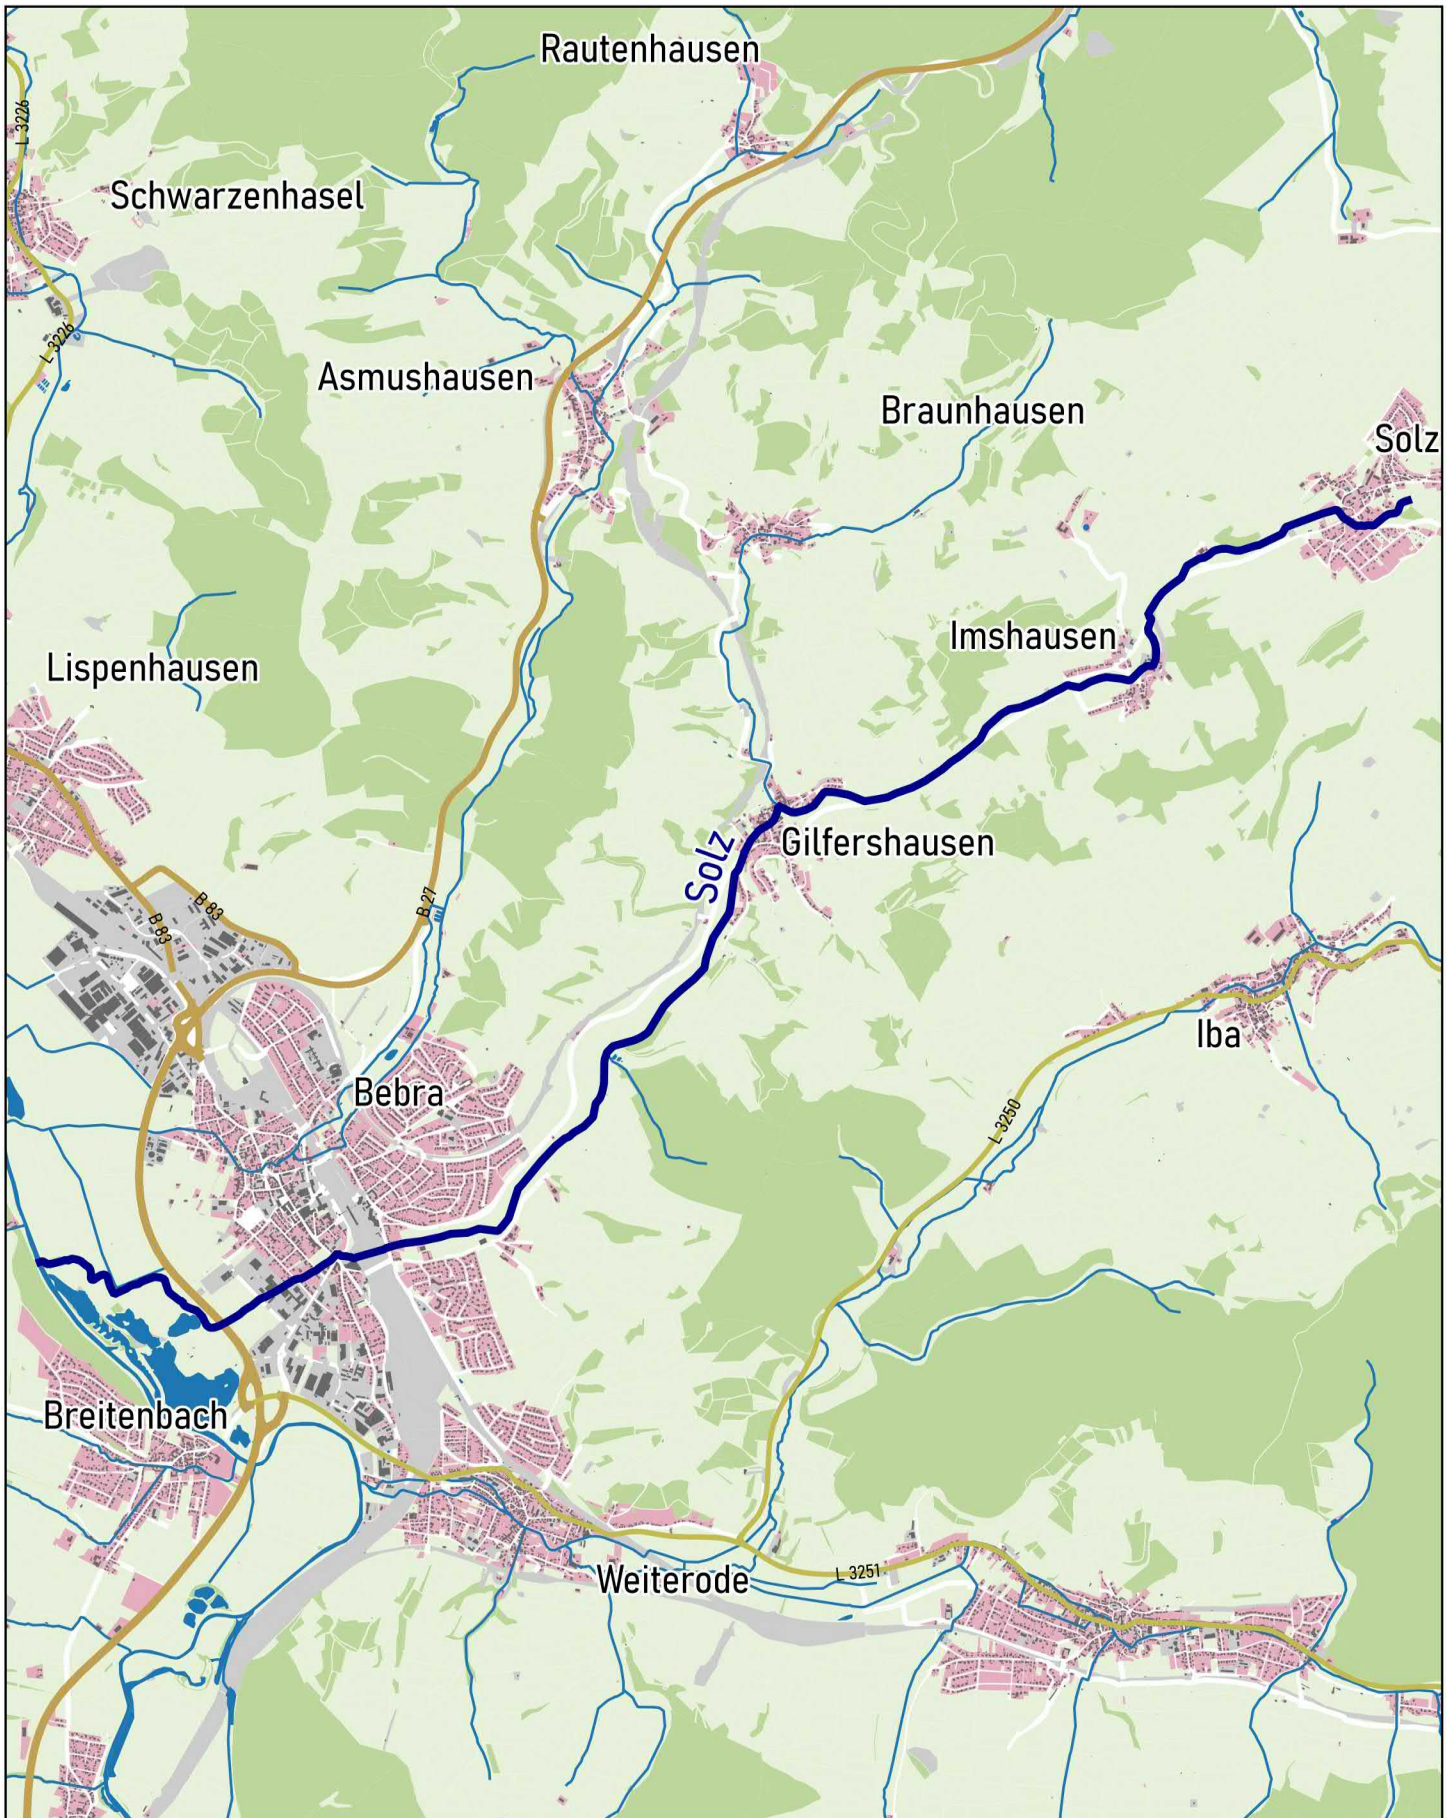 Rautenhausen
L 3226
Schwarzenhasel
L 3226
Asmushausen
Braunhausen
Solz
Imshausen
Lispenhausen
Gilfershausen
Solz
B 27
B 83
B 83
Iba
Bebra
L 3250
Breitenbach
Weiterode
L 3251